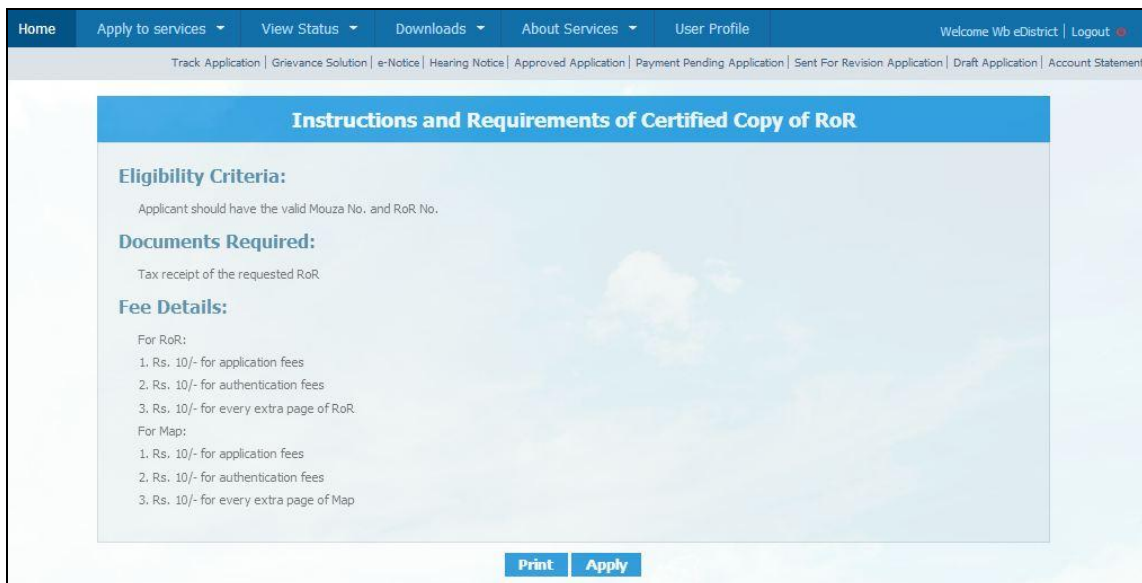 Home Apply to services View Status Downloads About Services User Profile Welcome Wb eDistrict | Logout
Track Application | Grievance Solution | e-Notice | Hearing Notice | Approved Application | Payment Pending Application | Sent For Revision Application | Draft Application | Account Statement
Instructions and Requirements of Certified Copy of RoR
Eligibility Criteria:
Applicant should have the valid Mouza No. and RoR No.
Documents Required:
Tax receipt of the requested RoR
Fee Details:
For RoR:
1. Rs. 10/- for application fees
2. Rs. 10/- for authentication fees
3. Rs. 10/- for every extra page of RoR
For Map:
1. Rs. 10/- for application fees
2. Rs. 10/- for authentication fees
3. Rs. 10/- for every extra page of Map
Print Apply